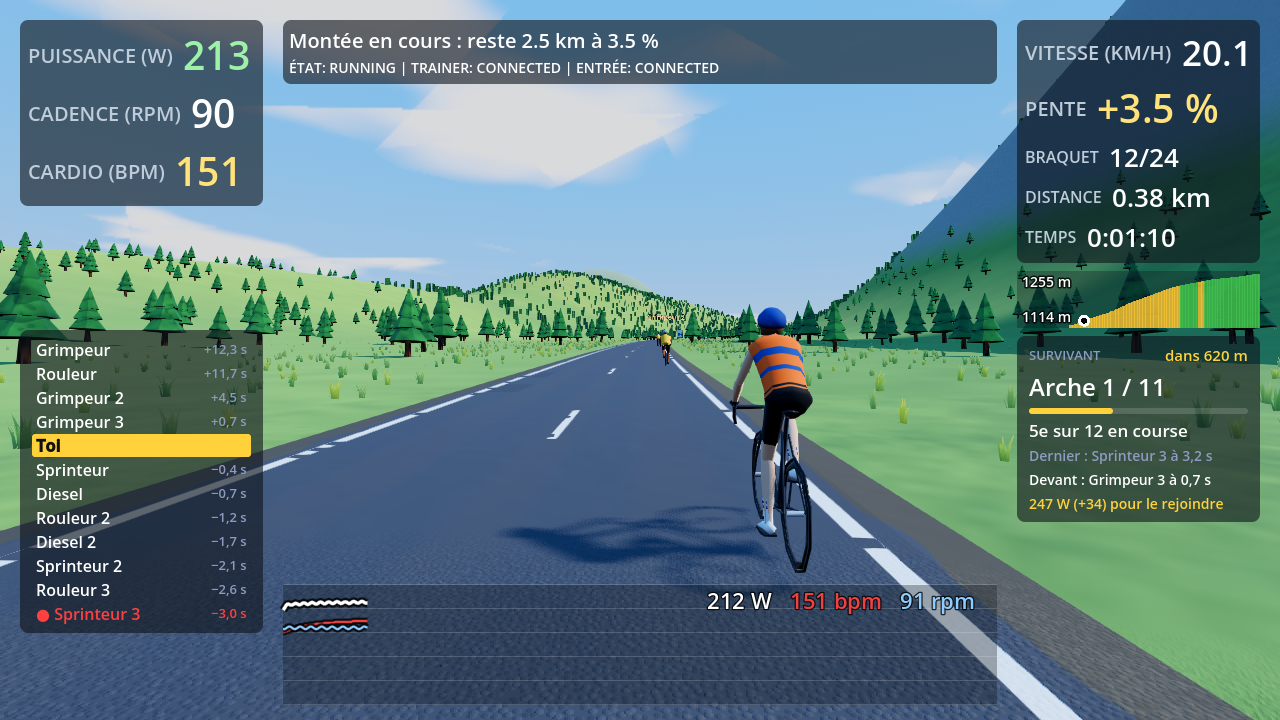 PUISSANCE (W) 213
CADENCE (RPM) 90
CARDIO (BPM) 151
Montée en cours : reste 2.5 km à 3.5 %
ÉTAT: RUNNING | TRAINER: CONNECTED | ENTRÉE: CONNECTED
VITESSE (KM/H) 20.1
PENTE +3.5 %
BRAQUET 12/24
DISTANCE 0.38 km
TEMPS 0:01:10
1255 m
1114 m
SURVIVANT dans 620 m
Arche 1 / 11
5e sur 12 en course
Dernier : Sprinteur 3 à 3,2 s
Devant : Grimpeur 3 à 0,7 s
247 W (+34) pour le rejoindre
Grimpeur +12,3 s
Rouleur +11,7 s
Grimpeur 2 +4,5 s
Grimpeur 3 +0,7 s
Toi
Sprinteur −0,4 s
Diesel −0,7 s
Rouleur 2 −1,2 s
Diesel 2 −1,7 s
Sprinteur 2 −2,1 s
Rouleur 3 −2,6 s
Sprinteur 3 −3,0 s
212 W 151 bpm 91 rpm